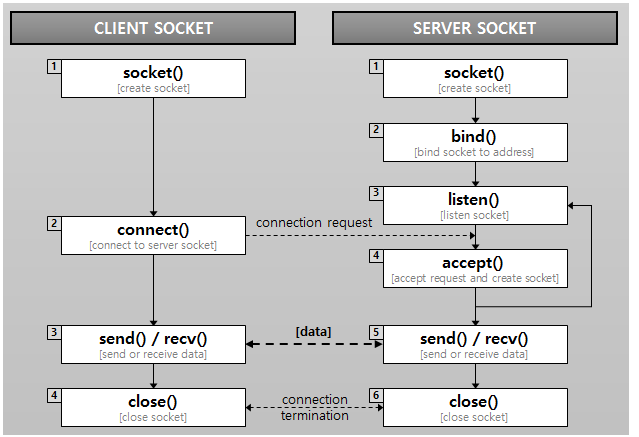 CLIENT SOCKET
SERVER SOCKET
1
socket()
[create socket]
1
socket()
[create socket]
2
bind()
[bind socket to address]
3
listen()
[listen socket]
2
connect()
[connect to server socket]
connection request
4
accept()
[accept request and create socket]
3
send() / recv()
[send or receive data]
[data]
5
send() / recv()
[send or receive data]
4
close()
[close socket]
connection
termination
6
close()
[close socket]